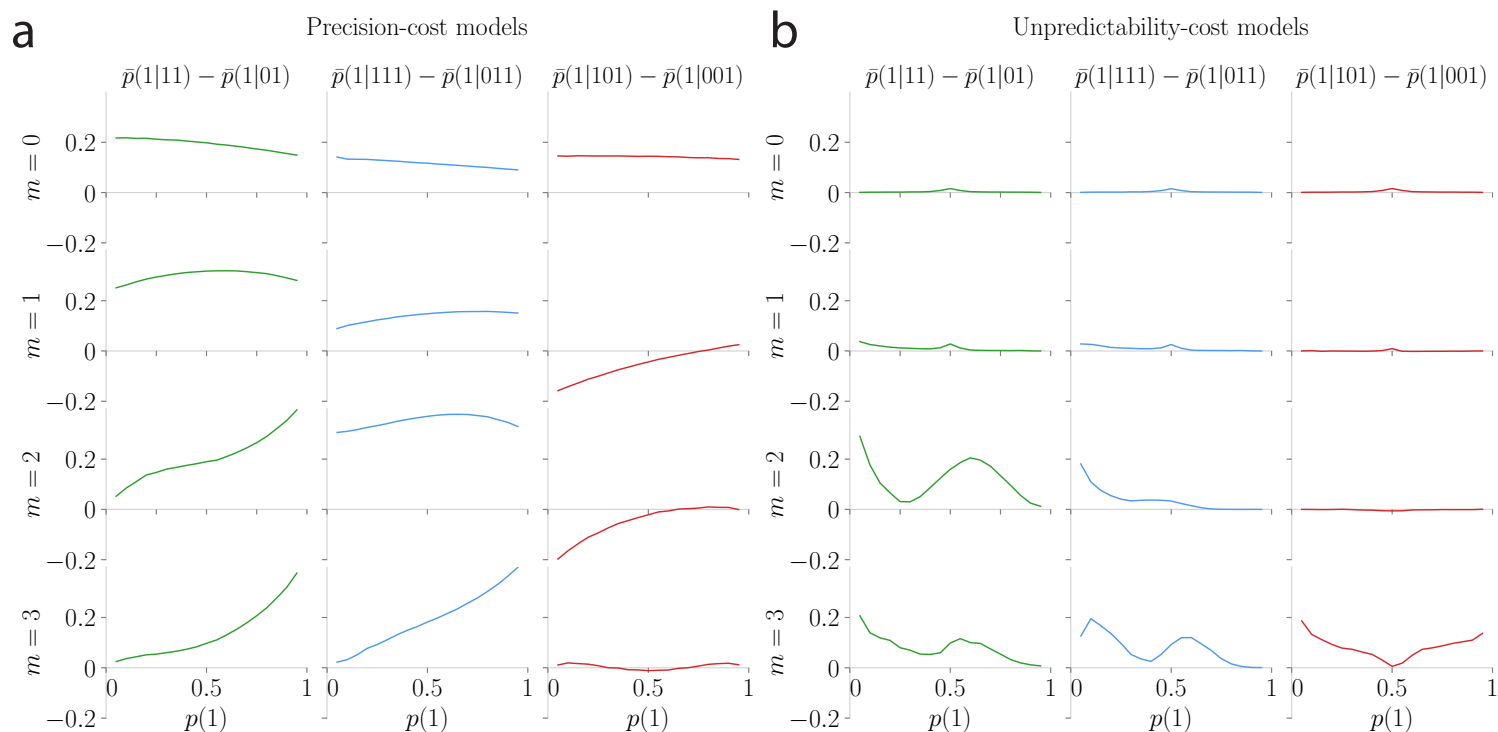 a
Precision-cost models
p̄(1|11) − p̄(1|01)
p̄(1|111) − p̄(1|011)
p̄(1|101) − p̄(1|001)
m = 0
0.2
0
−0.2
m = 1
0.2
0
−0.2
m = 2
0.2
0
−0.2
m = 3
0.2
0
−0.2
0 0.5 1
p(1)
0 0.5 1
p(1)
0 0.5 1
p(1)
b
Unpredictability-cost models
p̄(1|11) − p̄(1|01)
p̄(1|111) − p̄(1|011)
p̄(1|101) − p̄(1|001)
m = 0
0.2
0
−0.2
m = 1
0.2
0
−0.2
m = 2
0.2
0
−0.2
m = 3
0.2
0
−0.2
0 0.5 1
p(1)
0 0.5 1
p(1)
0 0.5 1
p(1)